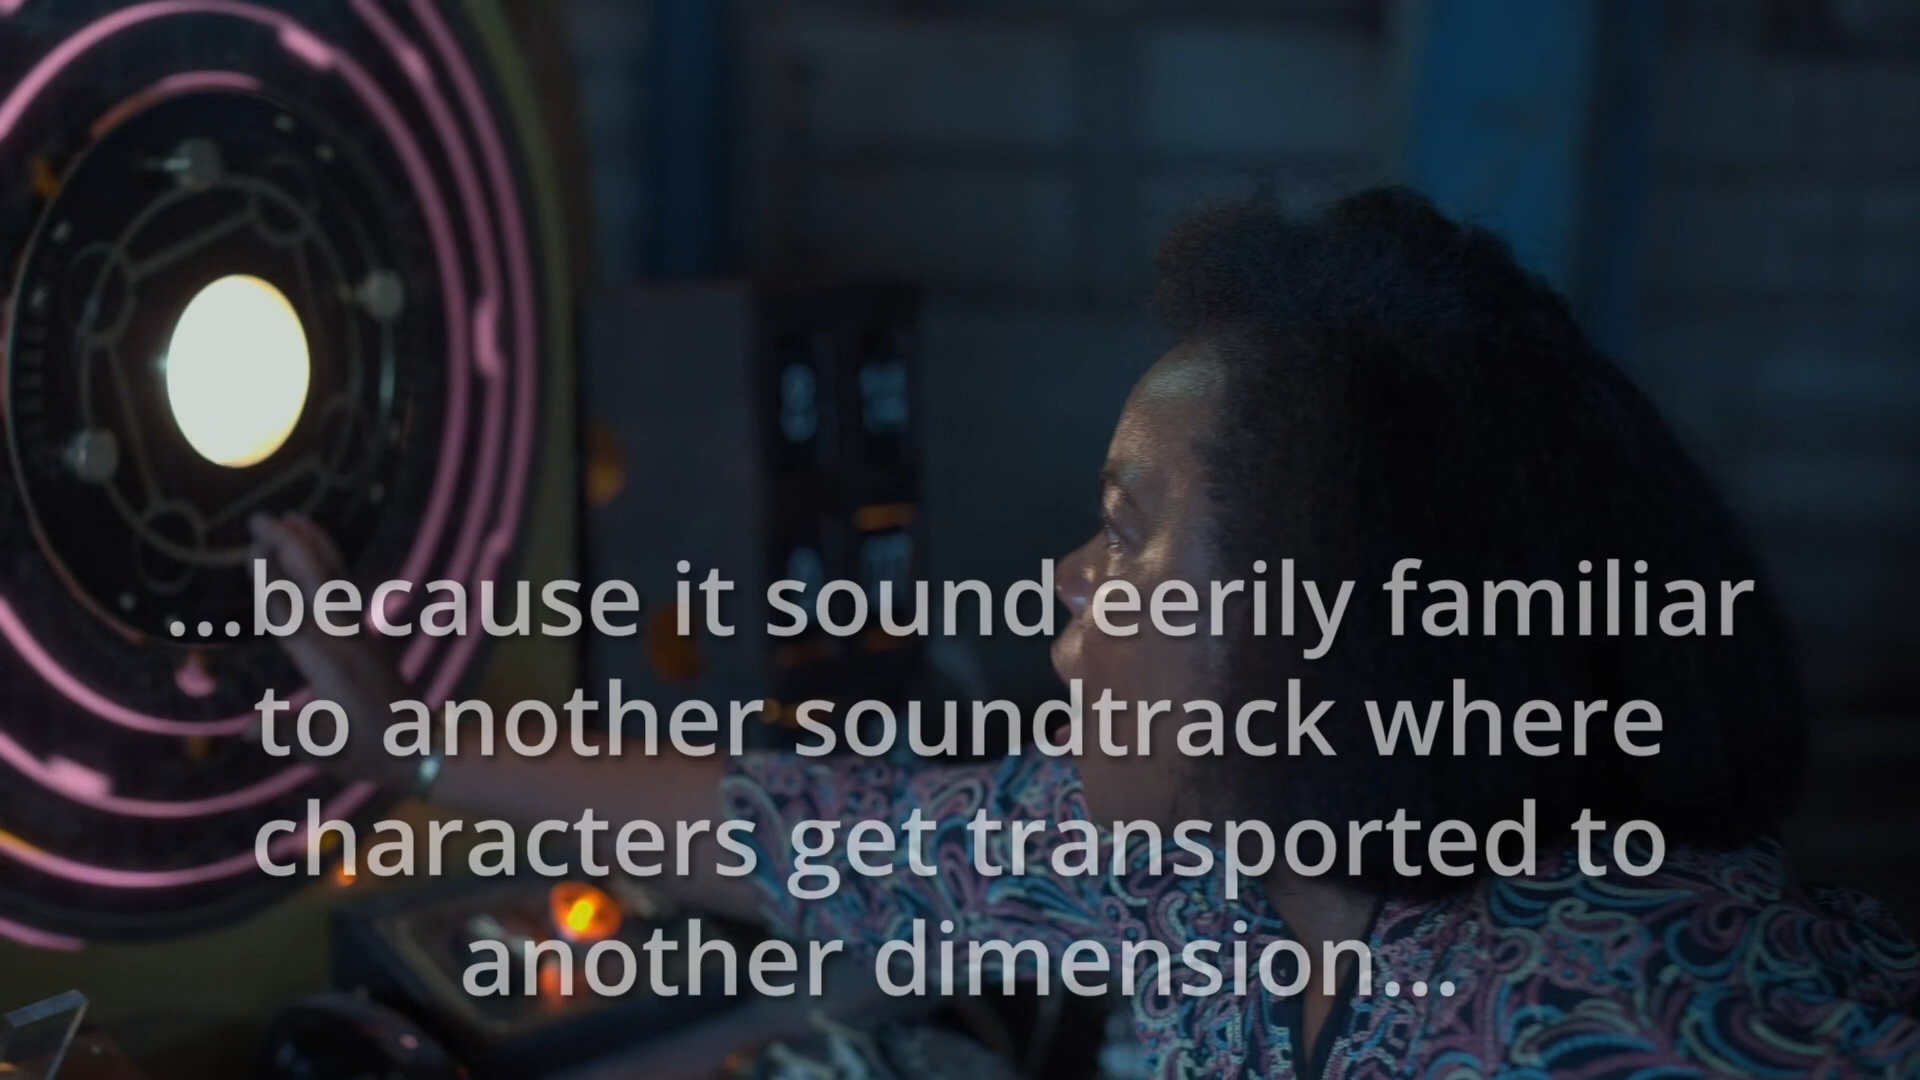 ...because it sound eerily familiar
to another soundtrack where
characters get transported to
another dimension...